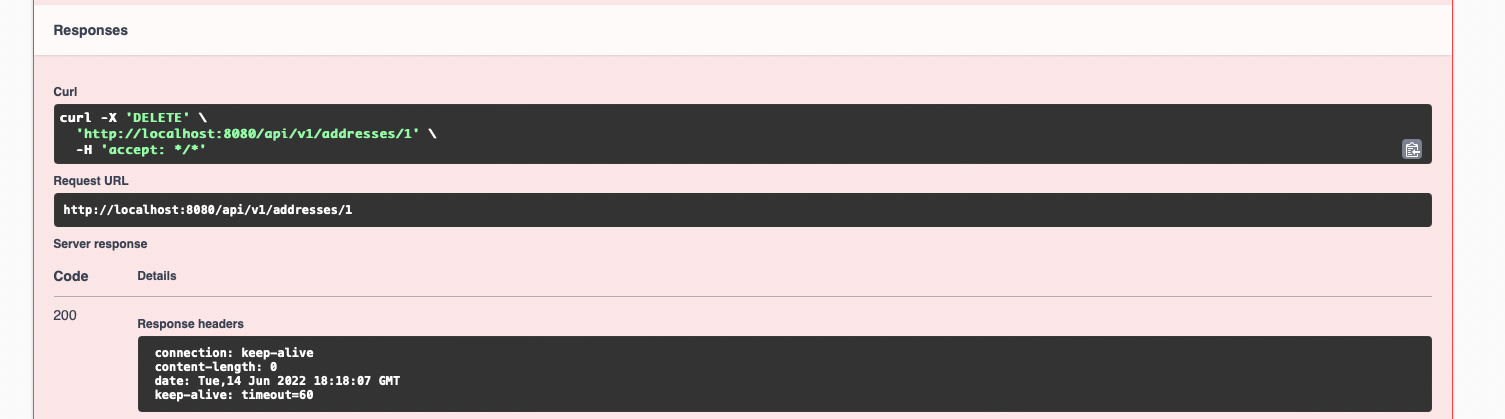 Responses
Curl
curl -X 'DELETE' \
  'http://localhost:8080/api/v1/addresses/1' \
  -H 'accept: */*'
Request URL
http://localhost:8080/api/v1/addresses/1
Server response
Code Details
200
Response headers
connection: keep-alive
content-length: 0
date: Tue,14 Jun 2022 18:18:07 GMT
keep-alive: timeout=60